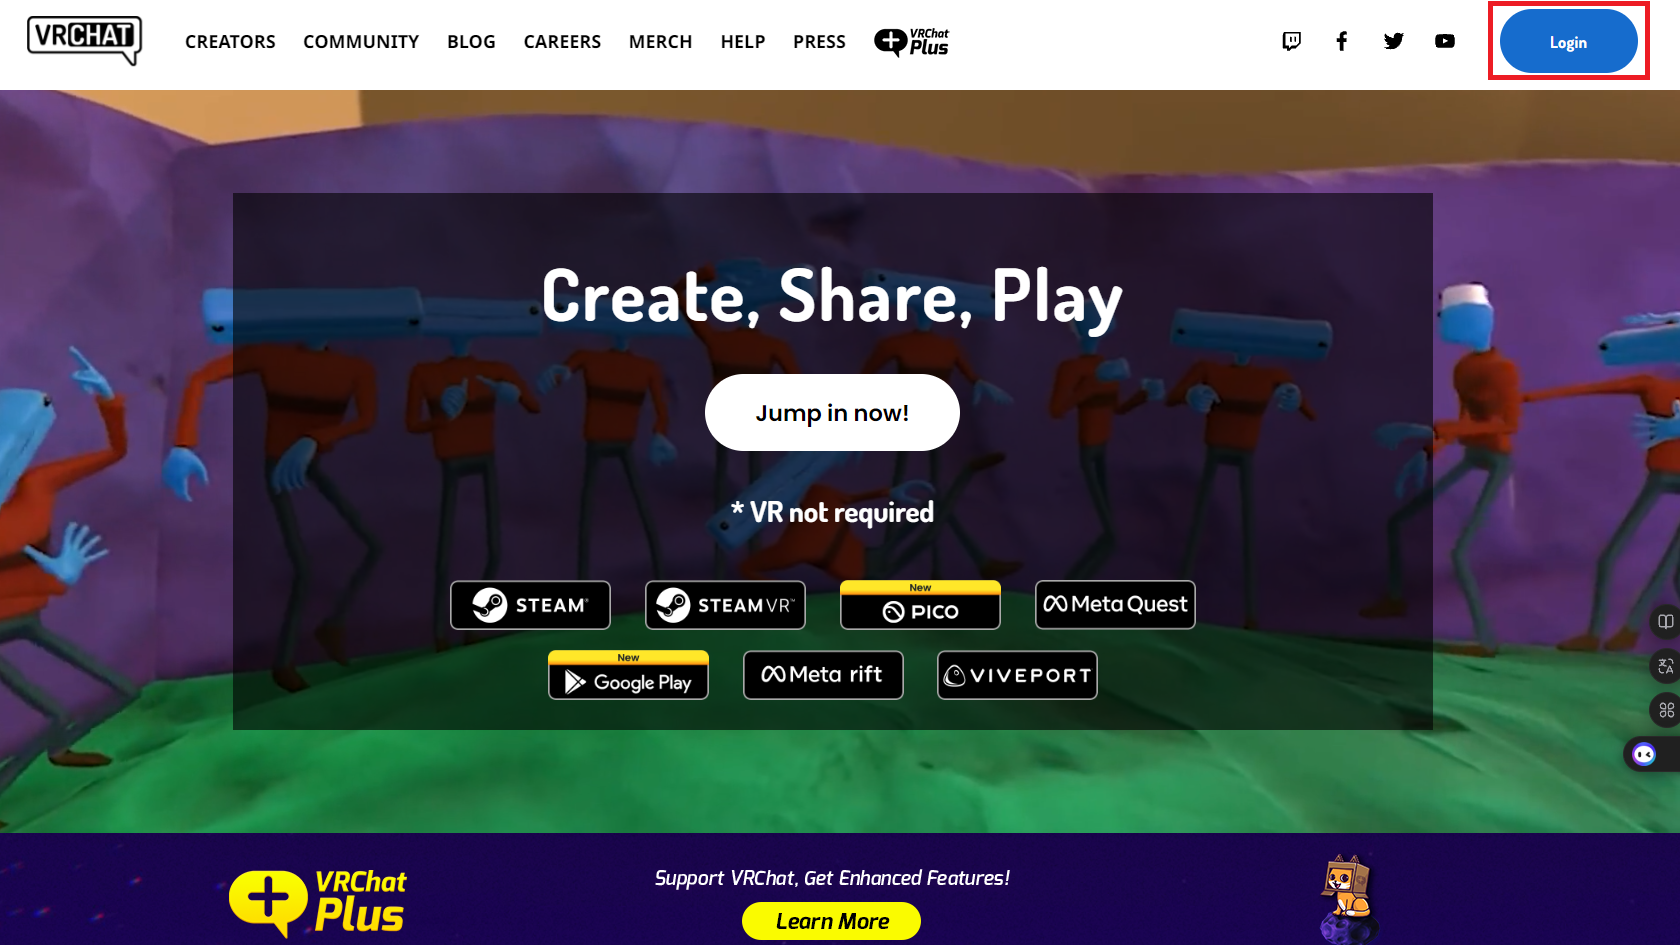 VRCHAT
CREATORS COMMUNITY BLOG CAREERS MERCH HELP PRESS VRChat Plus
Login
Create, Share, Play
Jump in now!
* VR not required
STEAM® STEAM VR™ New PICO Meta Quest
New Google Play Meta rift VIVEPORT
VRChat Plus
Support VRChat, Get Enhanced Features!
Learn More